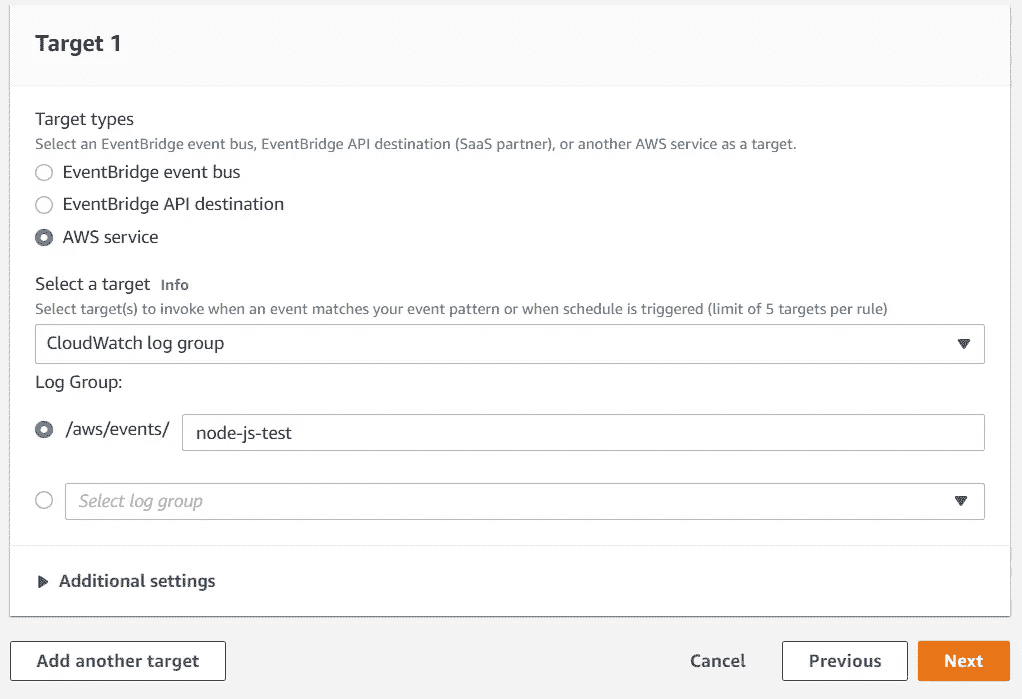 Target 1
Target types
Select an EventBridge event bus, EventBridge API destination (SaaS partner), or another AWS service as a target.
EventBridge event bus
EventBridge API destination
AWS service
Select a target Info
Select target(s) to invoke when an event matches your event pattern or when schedule is triggered (limit of 5 targets per rule)
CloudWatch log group
Log Group:
/aws/events/ node-js-test
Select log group
Additional settings
Add another target Cancel Previous Next